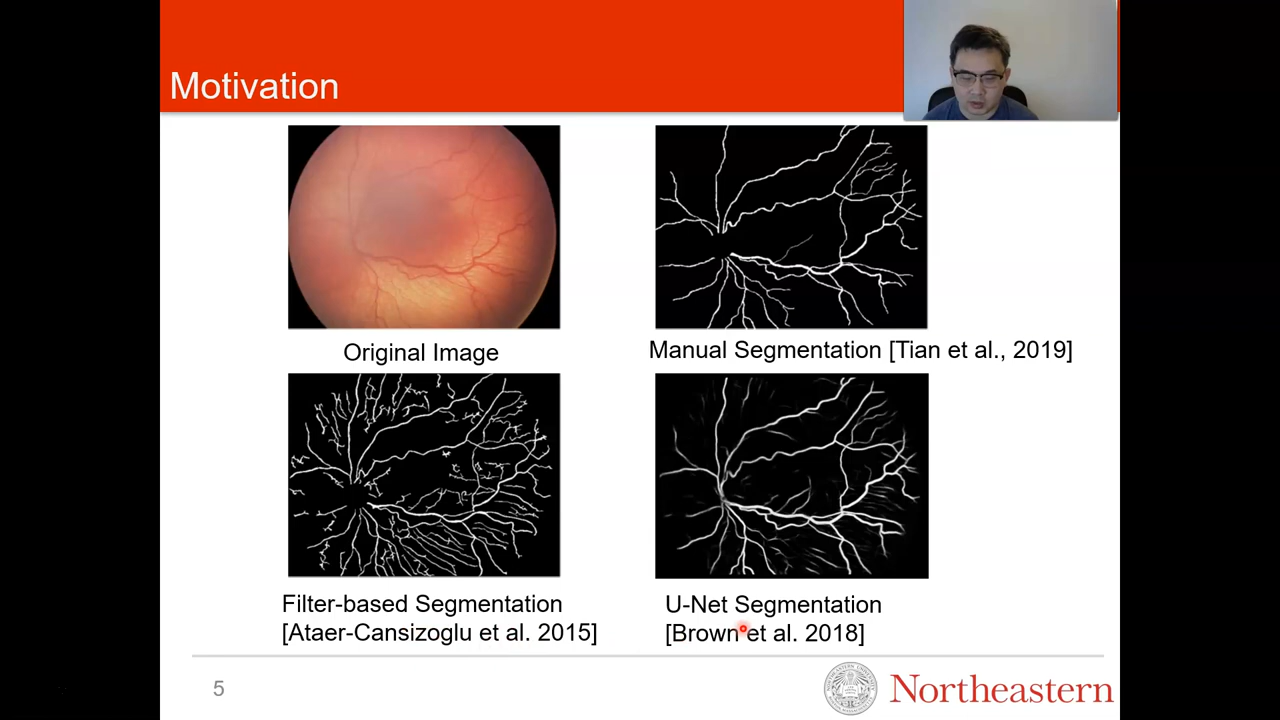 Motivation
Original Image
Manual Segmentation [Tian et al., 2019]
Filter-based Segmentation
[Ataer-Cansizoglu et al. 2015]
U-Net Segmentation
[Brown et al. 2018]
5
Northeastern